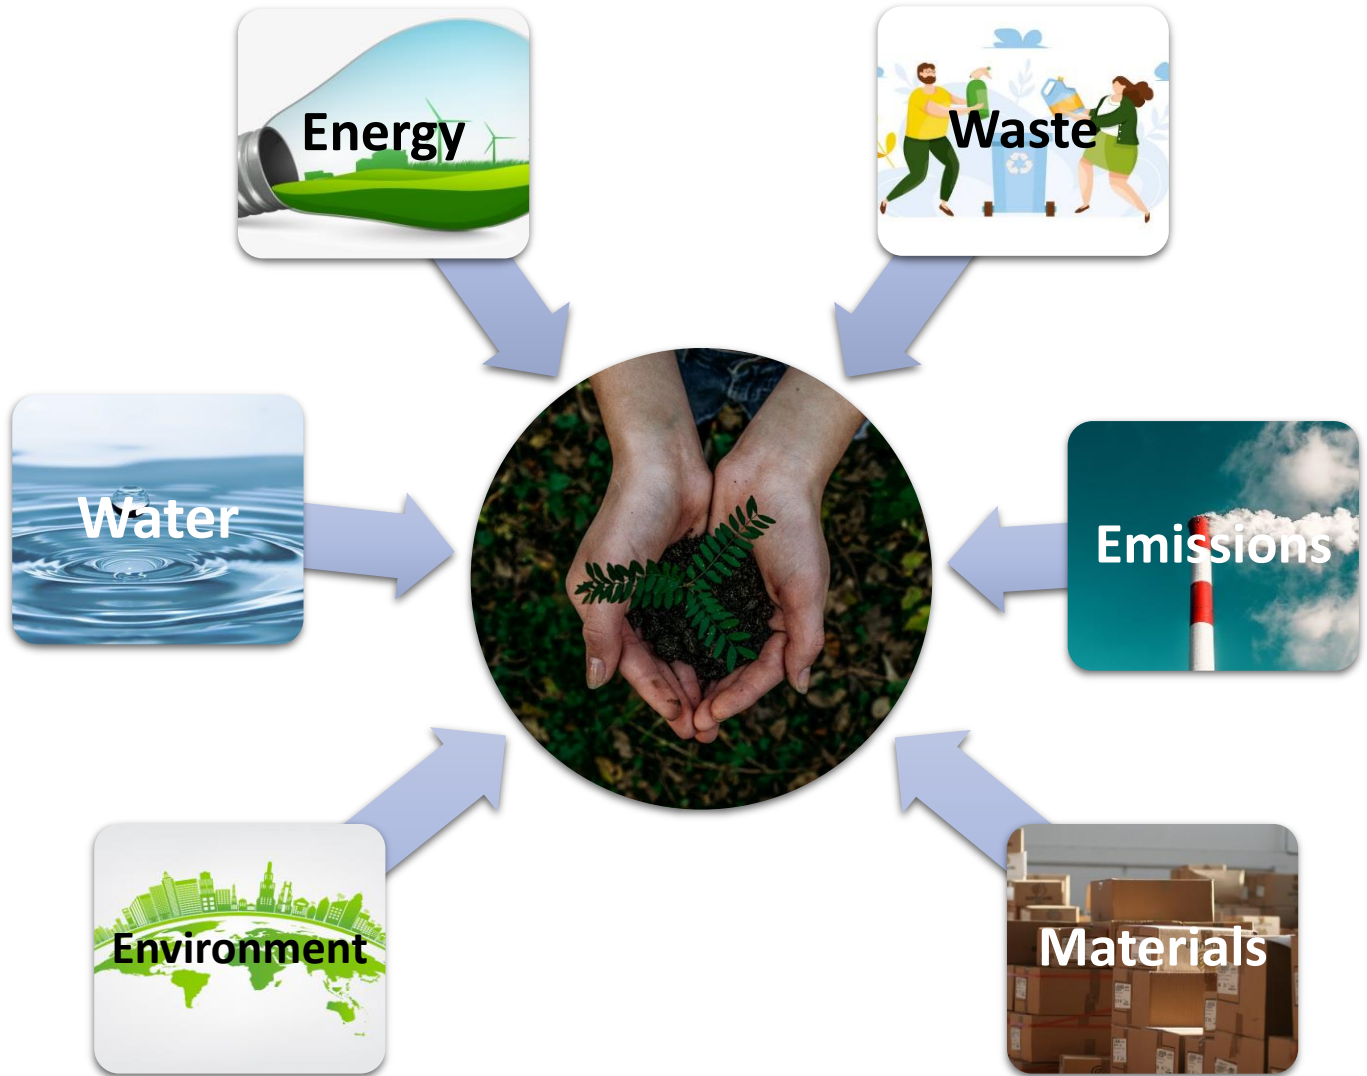 Energy
Waste
Water
Emissions
Environment
Materials